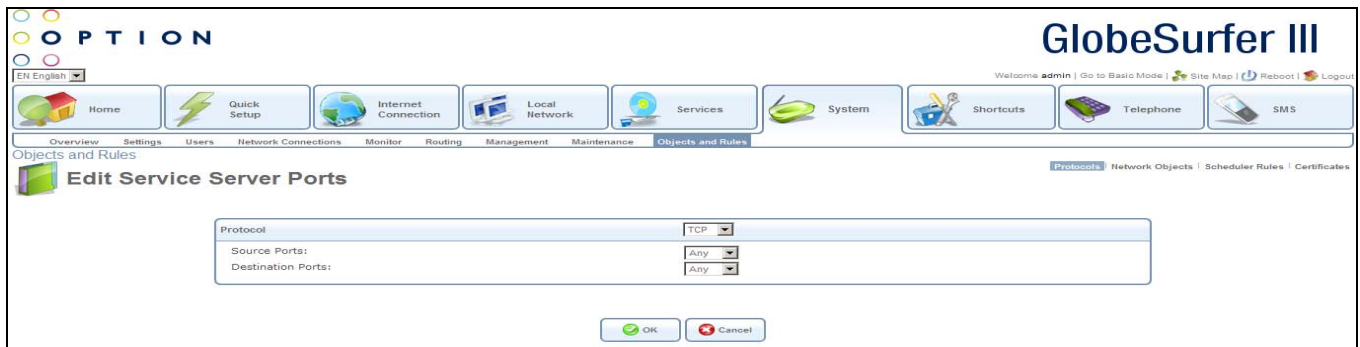 OPTION
GlobeSurfer III
EN English
Welcome admin | Go to Basic Mode | Site Map | Reboot | Logout
Home
Quick Setup
Internet Connection
Local Network
Services
System
Shortcuts
Telephone
SMS
Overview Settings Users Network Connections Monitor Routing Management Maintenance Objects and Rules
Objects and Rules
Protocols | Network Objects | Scheduler Rules | Certificates
Edit Service Server Ports
Protocol TCP
Source Ports: Any
Destination Ports: Any
OK Cancel